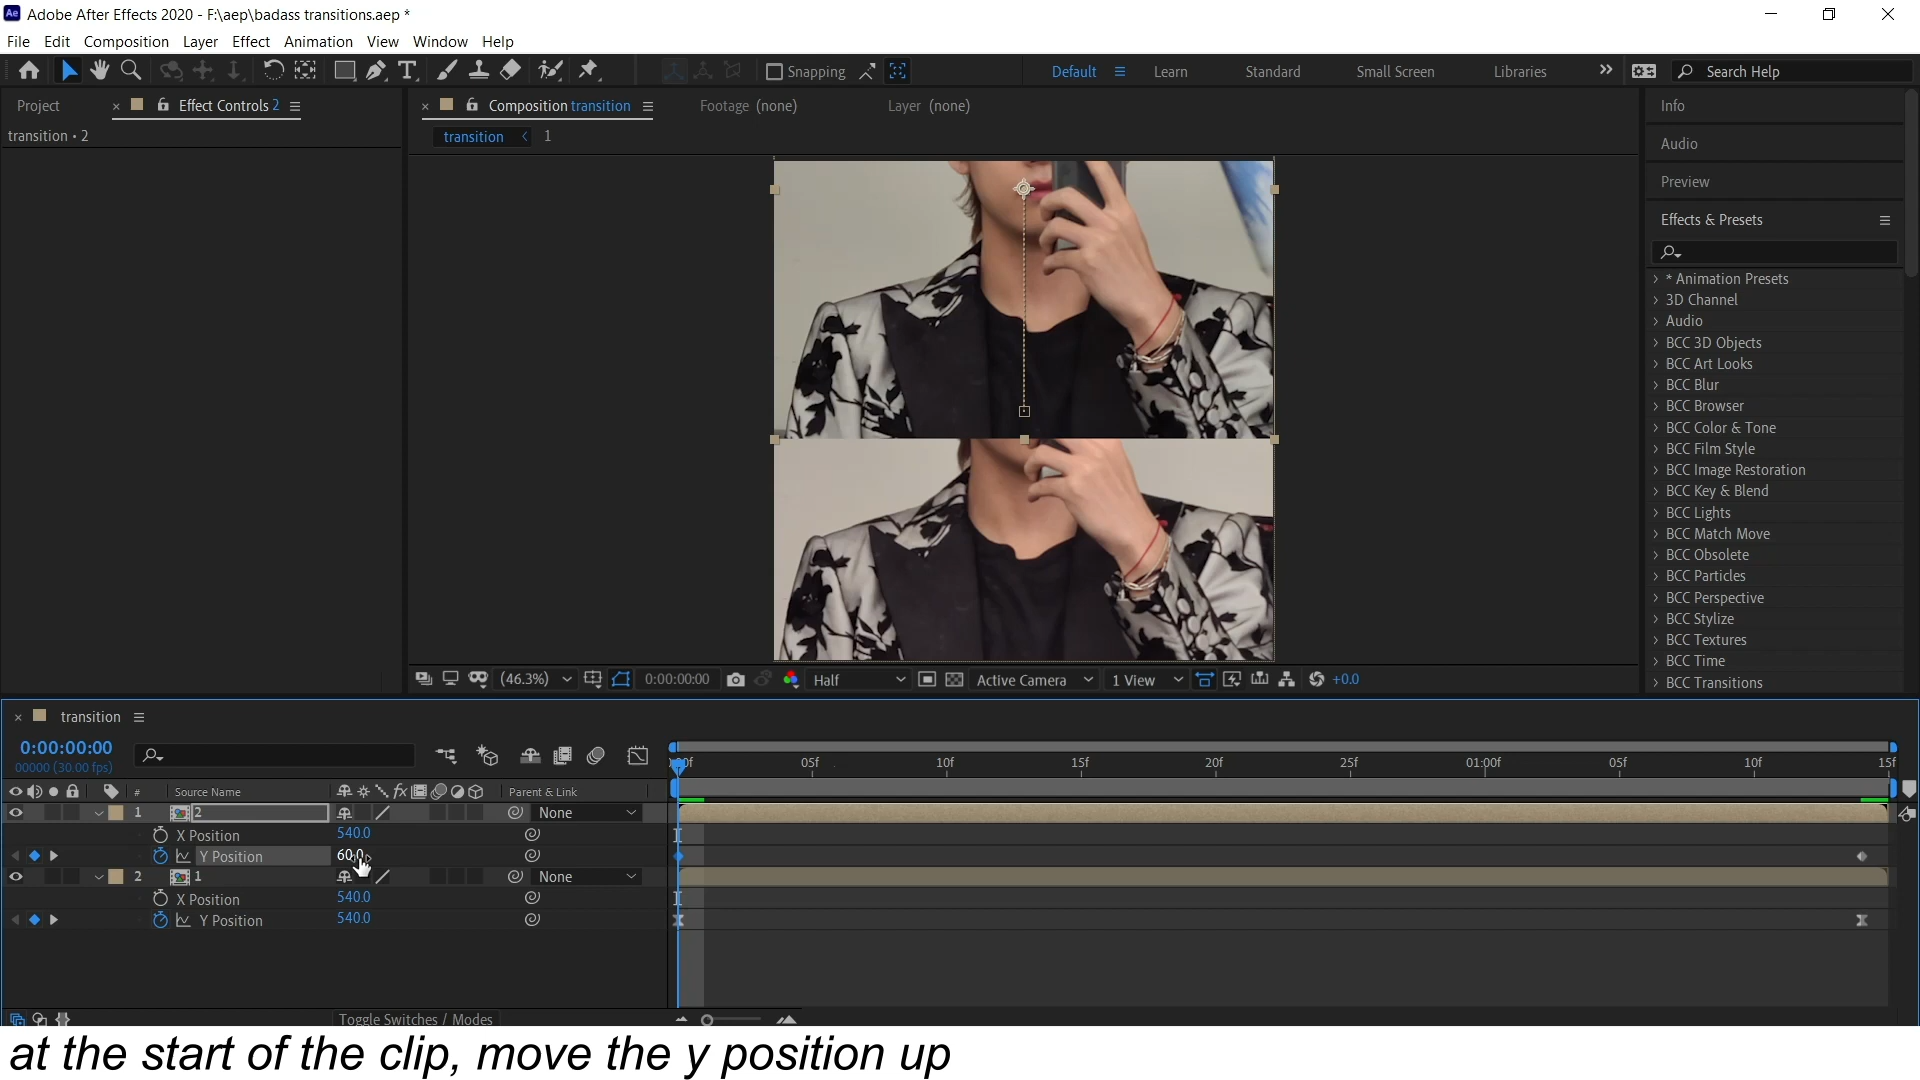 Ae Adobe After Effects 2020 - F:\aep\badass transitions.aep *
File Edit Composition Layer Effect Animation View Window Help
Snapping Default Learn Standard Small Screen Libraries Search Help
Project Effect Controls 2 Composition transition Footage (none) Layer (none) Info
transition • 2
transition 1
Audio
Preview
Effects & Presets
* Animation Presets
3D Channel
Audio
BCC 3D Objects
BCC Art Looks
BCC Blur
BCC Browser
BCC Color & Tone
BCC Film Style
BCC Image Restoration
BCC Key & Blend
BCC Lights
BCC Match Move
BCC Obsolete
BCC Particles
BCC Perspective
BCC Stylize
BCC Textures
BCC Time
BCC Transitions
(46.3%) 0:00:00:00 Half Active Camera 1 View +0.0
transition
0:00:00:00
00000 (30.00 fps)
05f 10f 15f 20f 25f 01:00f 05f 10f 15f
# Source Name fx Parent & Link
1 2 None
X Position 540.0
Y Position 60.0
2 1 None
X Position 540.0
Y Position 540.0
Toggle Switches / Modes
at the start of the clip, move the y position up